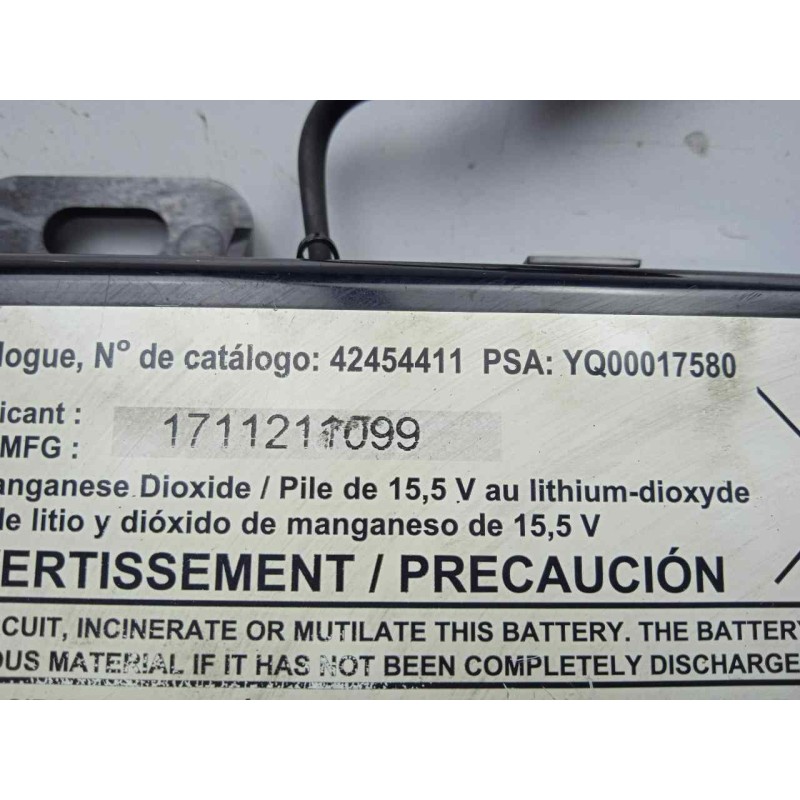 logue, Nº de catálogo: 42454411 PSA: YQ00017580
icant :
MFG :
anganese Dioxide / Pile de 15,5 V au lithium-dioxyde
de litio y dióxido de manganeso de 15,5 V
ERTISSEMENT / PRECAUCIÓN
CUIT, INCINERATE OR MUTILATE THIS BATTERY. THE BATTERY
OUS MATERIAL IF IT HAS NOT BEEN COMPLETELY DISCHARGE